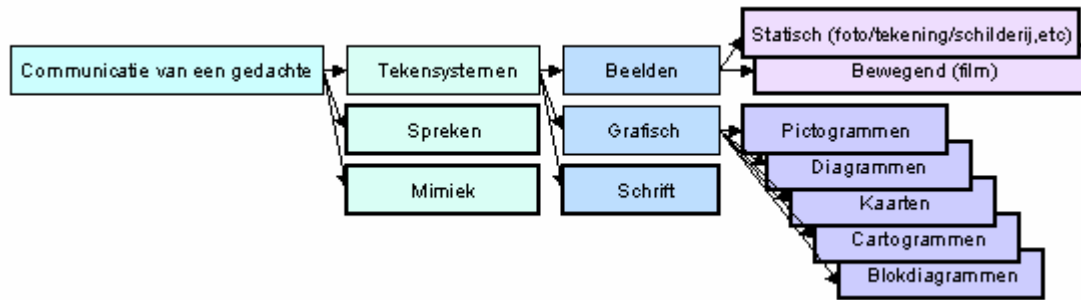 Statisch (foto/tekening/schilderij,etc)
Communicatie van een gedachte
Tekensystemen
Beelden
Bewegend (film)
Spreken
Grafisch
Pictogrammen
Diagrammen
Mimiek
Schrift
Kaarten
Cartogrammen
Blokdiagrammen